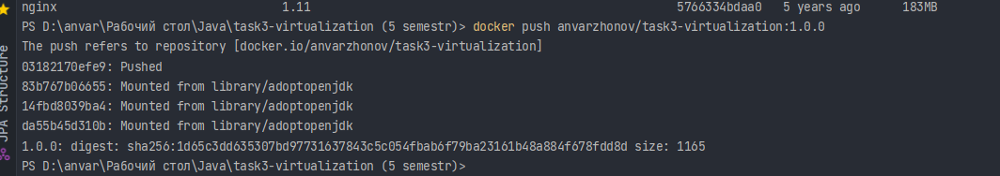 nginx 1.11 5766334bdaa0 5 years ago 183MB
PS D:\anvar\Рабочий стол\Java\task3-virtualization (5 semestr)> docker push anvarzhonov/task3-virtualization:1.0.0
The push refers to repository [docker.io/anvarzhonov/task3-virtualization]
03182170efe9: Pushed
83b767b06655: Mounted from library/adoptopenjdk
14fbd8039ba4: Mounted from library/adoptopenjdk
da55b45d310b: Mounted from library/adoptopenjdk
1.0.0: digest: sha256:1d65c3dd635307bd97731637843c5c054fbab6f79ba23161b48a884f678fdd8d size: 1165
PS D:\anvar\Рабочий стол\Java\task3-virtualization (5 semestr)>
JPA Structure